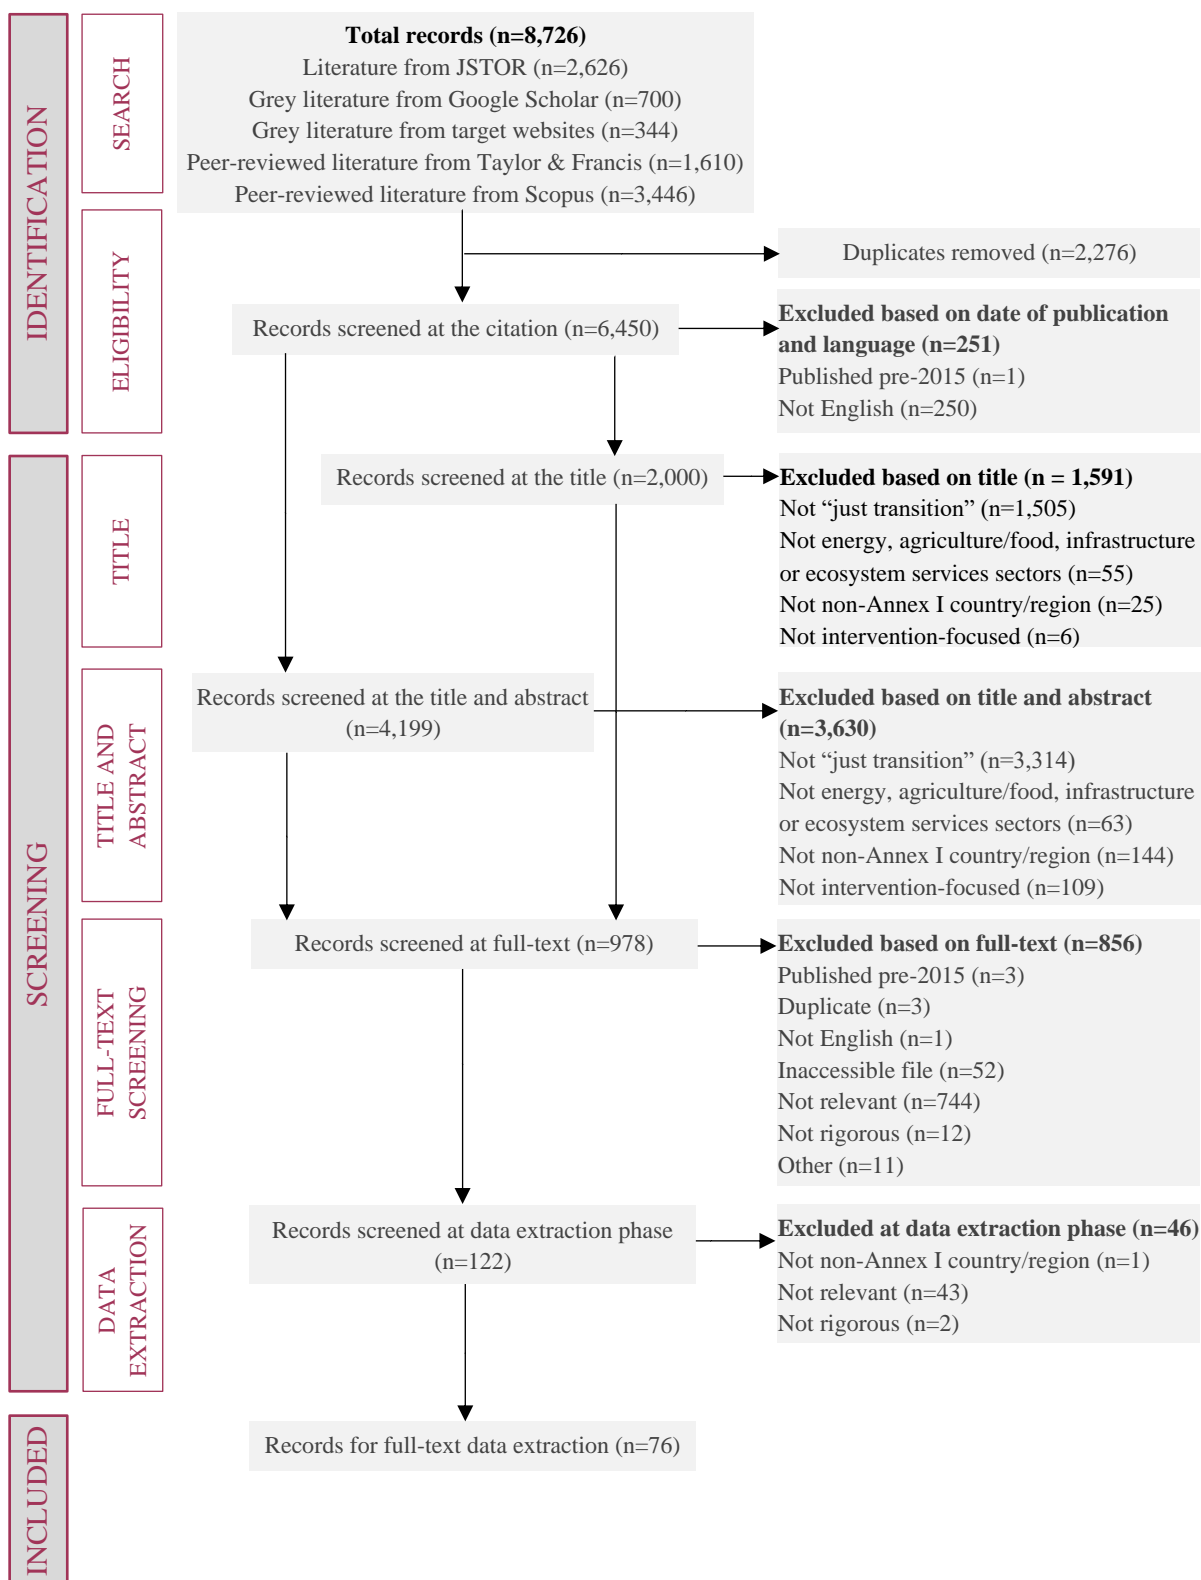 IDENTIFICATION
SEARCH
Total records (n=8,726)
Literature from JSTOR (n=2,626)
Grey literature from Google Scholar (n=700)
Grey literature from target websites (n=344)
Peer-reviewed literature from Taylor & Francis (n=1,610)
Peer-reviewed literature from Scopus (n=3,446)
ELIGIBILITY
Duplicates removed (n=2,276)
Records screened at the citation (n=6,450)
Excluded based on date of publication
and language (n=251)
Published pre-2015 (n=1)
Not English (n=250)
SCREENING
TITLE
Records screened at the title (n=2,000)
Excluded based on title (n = 1,591)
Not “just transition” (n=1,505)
Not energy, agriculture/food, infrastructure
or ecosystem services sectors (n=55)
Not non-Annex I country/region (n=25)
Not intervention-focused (n=6)
TITLE AND
ABSTRACT
Records screened at the title and abstract
(n=4,199)
Excluded based on title and abstract
(n=3,630)
Not “just transition” (n=3,314)
Not energy, agriculture/food, infrastructure
or ecosystem services sectors (n=63)
Not non-Annex I country/region (n=144)
Not intervention-focused (n=109)
FULL-TEXT
SCREENING
Records screened at full-text (n=978)
Excluded based on full-text (n=856)
Published pre-2015 (n=3)
Duplicate (n=3)
Not English (n=1)
Inaccessible file (n=52)
Not relevant (n=744)
Not rigorous (n=12)
Other (n=11)
DATA
EXTRACTION
Records screened at data extraction phase
(n=122)
Excluded at data extraction phase (n=46)
Not non-Annex I country/region (n=1)
Not relevant (n=43)
Not rigorous (n=2)
INCLUDED
Records for full-text data extraction (n=76)